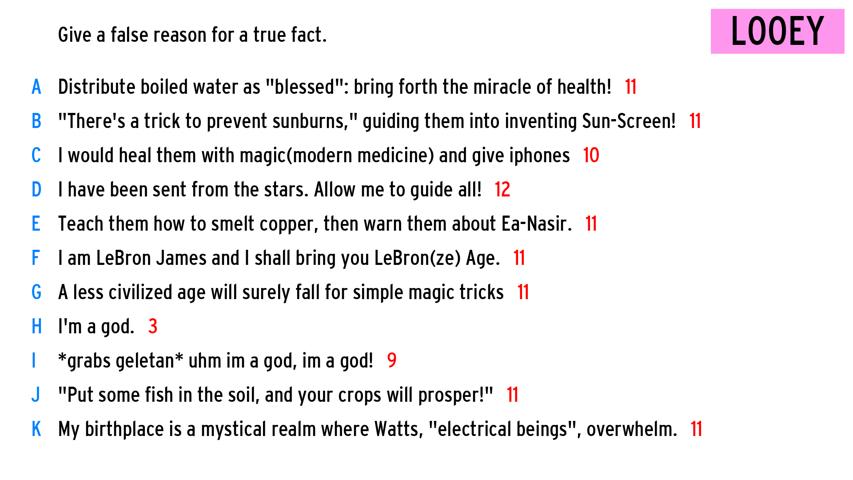 Give a false reason for a true fact.
LOOEY
A Distribute boiled water as "blessed": bring forth the miracle of health! 11
B "There's a trick to prevent sunburns," guiding them into inventing Sun-Screen! 11
C I would heal them with magic(modern medicine) and give iphones 10
D I have been sent from the stars. Allow me to guide all! 12
E Teach them how to smelt copper, then warn them about Ea-Nasir. 11
F I am LeBron James and I shall bring you LeBron(ze) Age. 11
G A less civilized age will surely fall for simple magic tricks 11
H I'm a god. 3
I *grabs geletan* uhm im a god, im a god! 9
J "Put some fish in the soil, and your crops will prosper!" 11
K My birthplace is a mystical realm where Watts, "electrical beings", overwhelm. 11